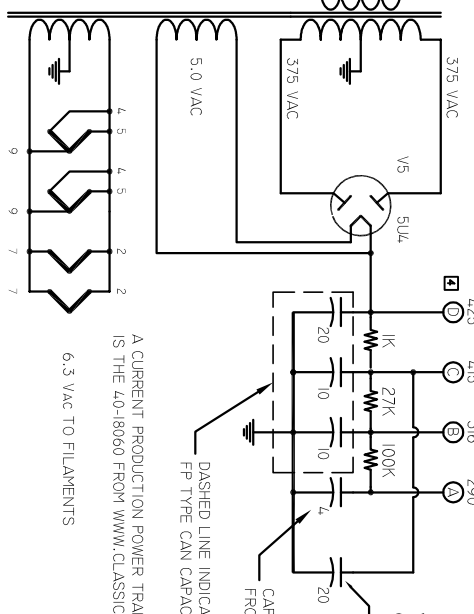 425
415
316
290
4
D
C
B
A
375 VAC
V5
5U4
1K
27K
100K
20
10
10
4
20
375 VAC
CAP
FRO
5.0 VAC
DASHED LINE INDICA
FP TYPE CAN CAPAC
A CURRENT PRODUCTION POWER TRA
IS THE 40-18060 FROM WWW.CLASSIC
4
5
4
5
2
2
6.3 VAC TO FILAMENTS
9
9
7
7